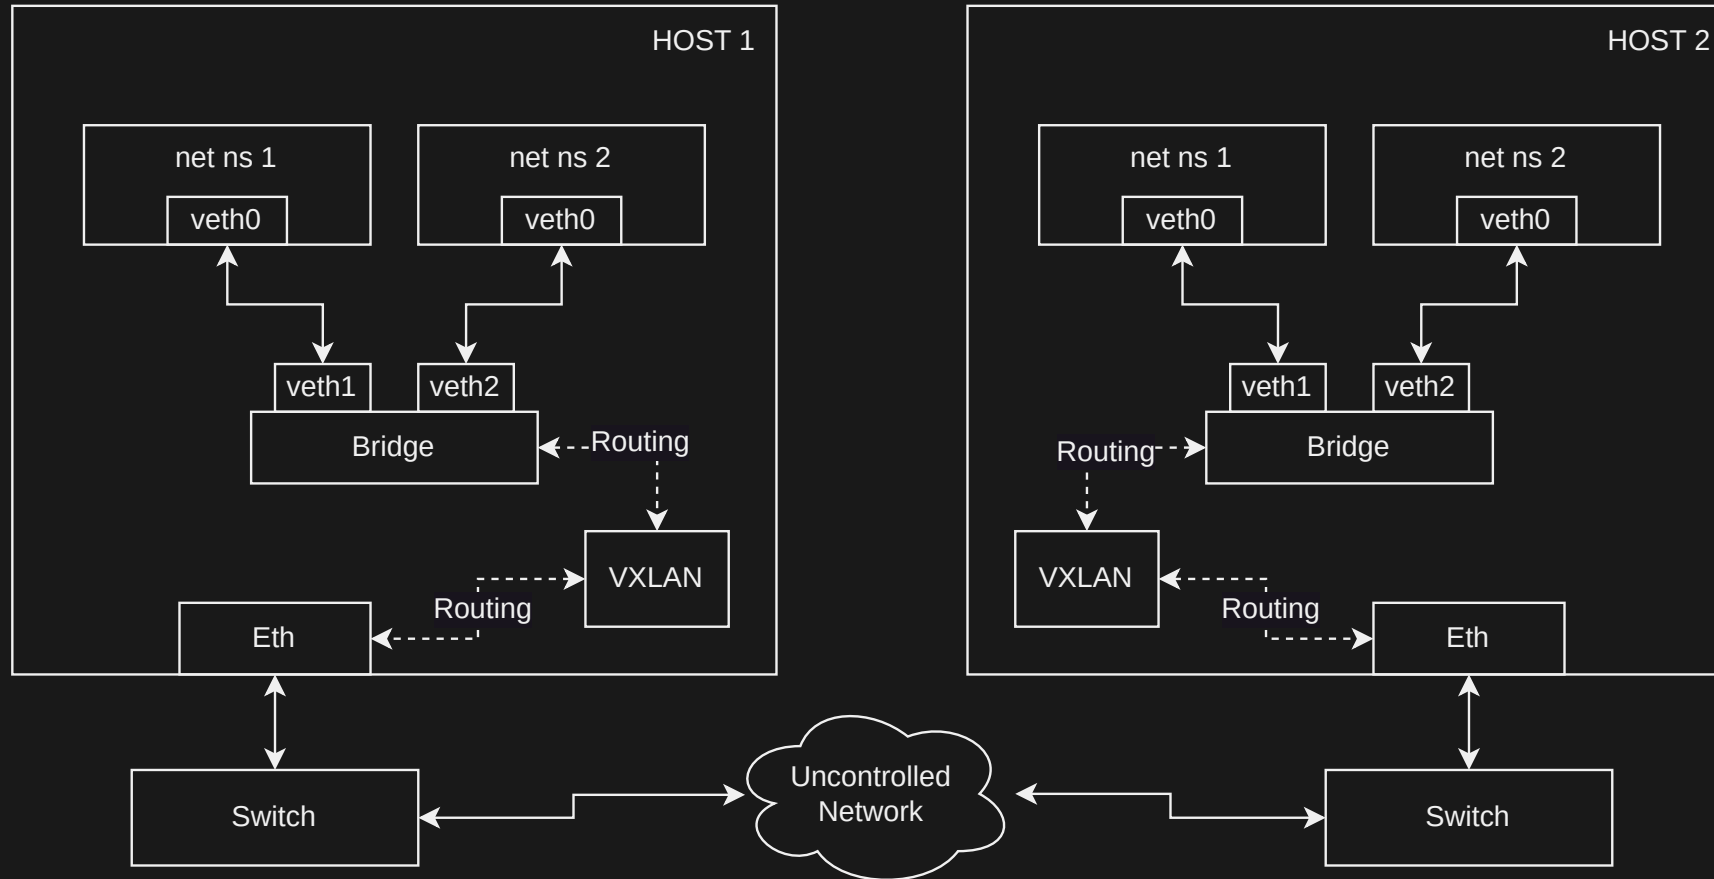 HOST 1
net ns 1
net ns 2
veth0
veth0
veth1
veth2
Bridge
Routing
VXLAN
Routing
Eth
Switch
HOST 2
net ns 1
net ns 2
veth0
veth0
veth1
veth2
Routing
Bridge
VXLAN
Routing
Eth
Switch
Uncontrolled
Network